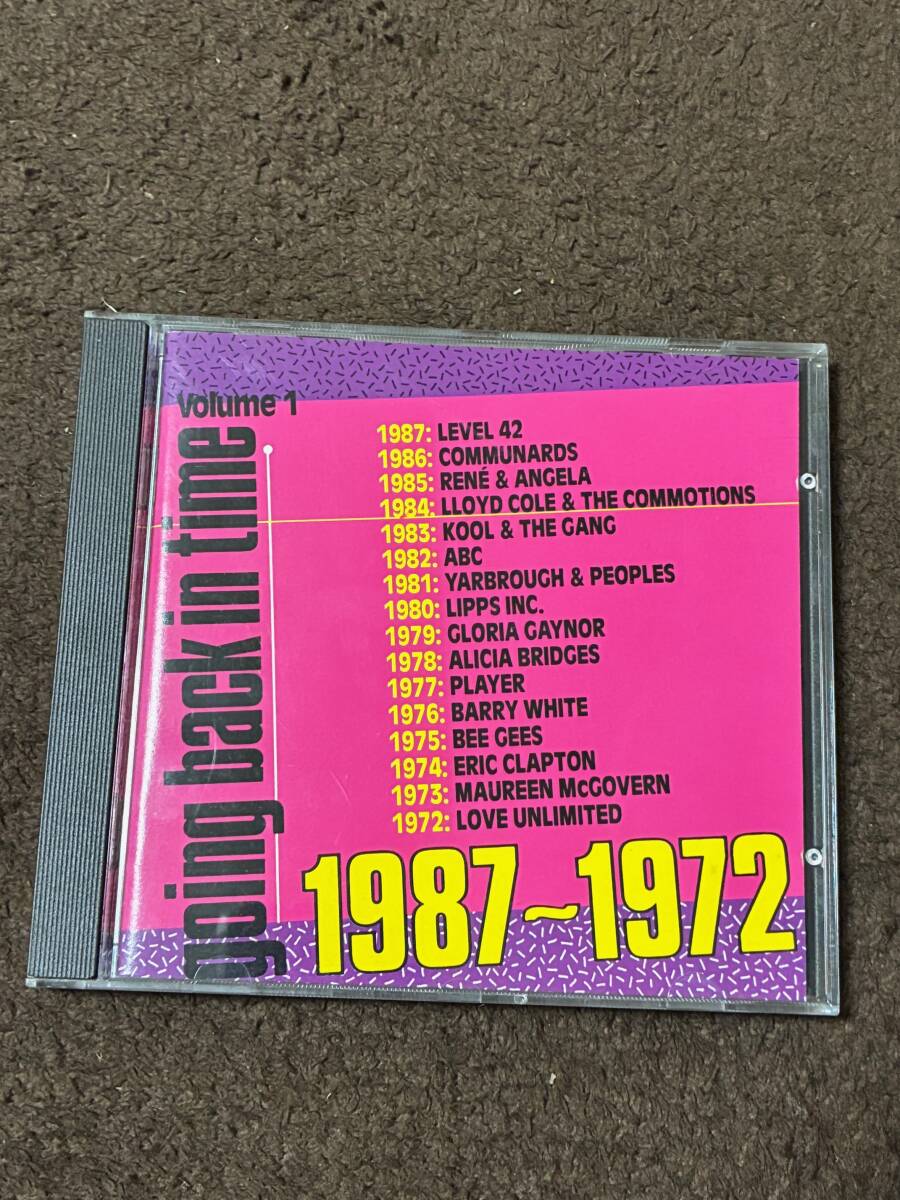 Volume 1
going back in time
1987: LEVEL 42
1986: COMMUNARDS
1985: RENÉ & ANGELA
1984: LLOYD COLE & THE COMMOTIONS
1983: KOOL & THE GANG
1982: ABC
1981: YARBROUGH & PEOPLES
1980: LIPPS INC.
1979: GLORIA GAYNOR
1978: ALICIA BRIDGES
1977: PLAYER
1976: BARRY WHITE
1975: BEE GEES
1974: ERIC CLAPTON
1973: MAUREEN McGOVERN
1972: LOVE UNLIMITED
1987~1972